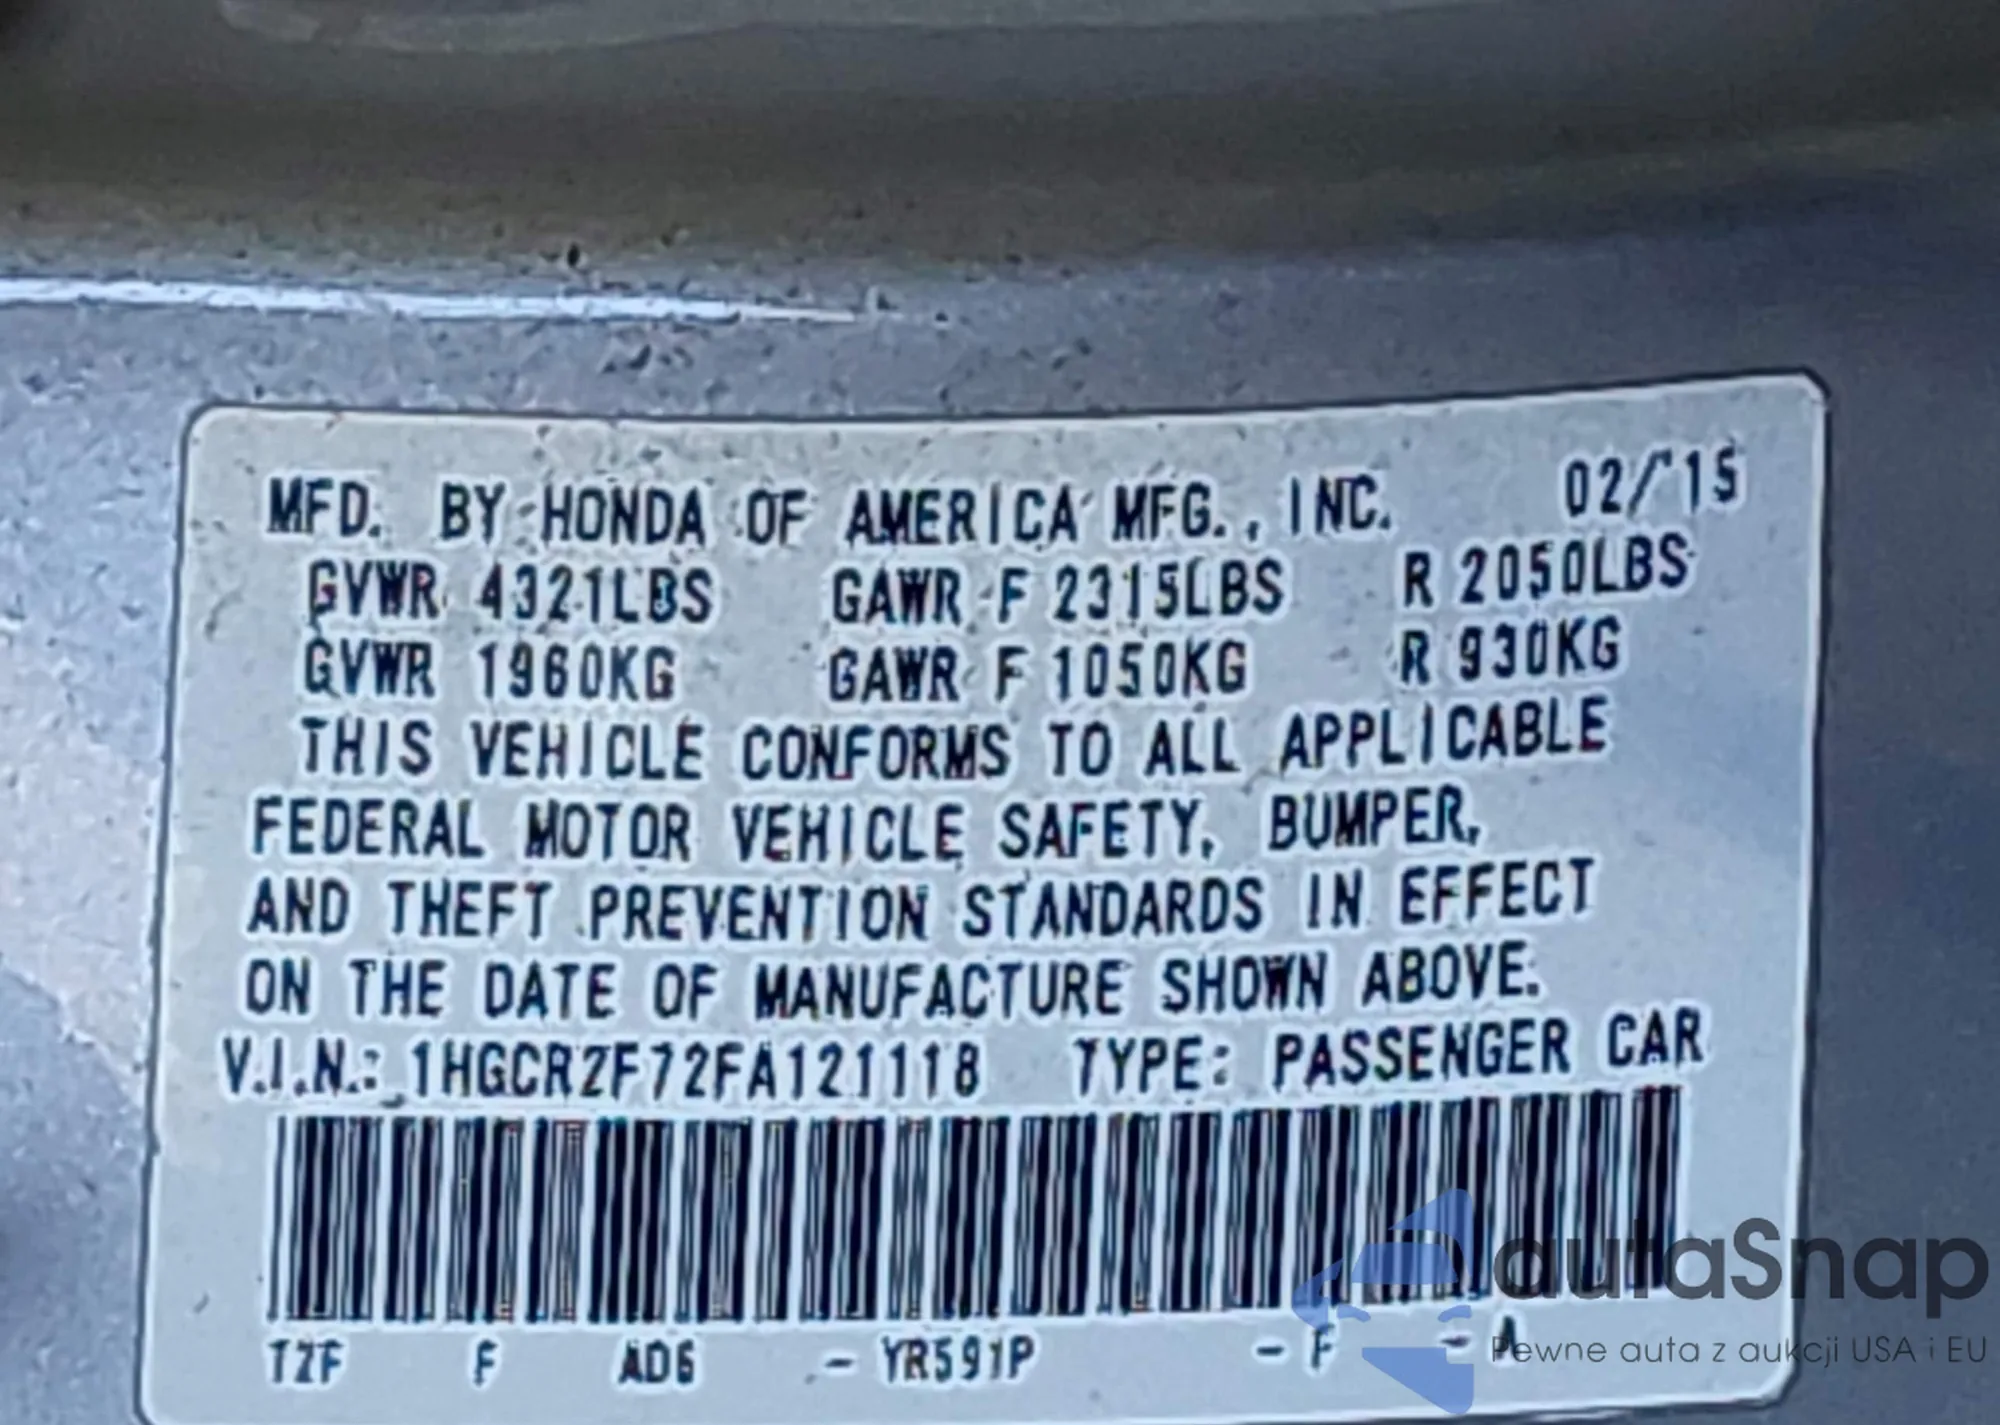 MFD. BY HONDA OF AMERICA MFG., INC. 02/'15
GVWR 4321LBS GAWR F 2315LBS R 2050LBS
GVWR 1960KG GAWR F 1050KG R 930KG
THIS VEHICLE CONFORMS TO ALL APPLICABLE
FEDERAL MOTOR VEHICLE SAFETY, BUMPER,
AND THEFT PREVENTION STANDARDS IN EFFECT
ON THE DATE OF MANUFACTURE SHOWN ABOVE.
V.I.N.: 1HGCR2F72FA121118 TYPE: PASSENGER CAR
T2F F AD6 - YR591P - F - A
autaSnap
Pewne auta z aukcji USA i EU